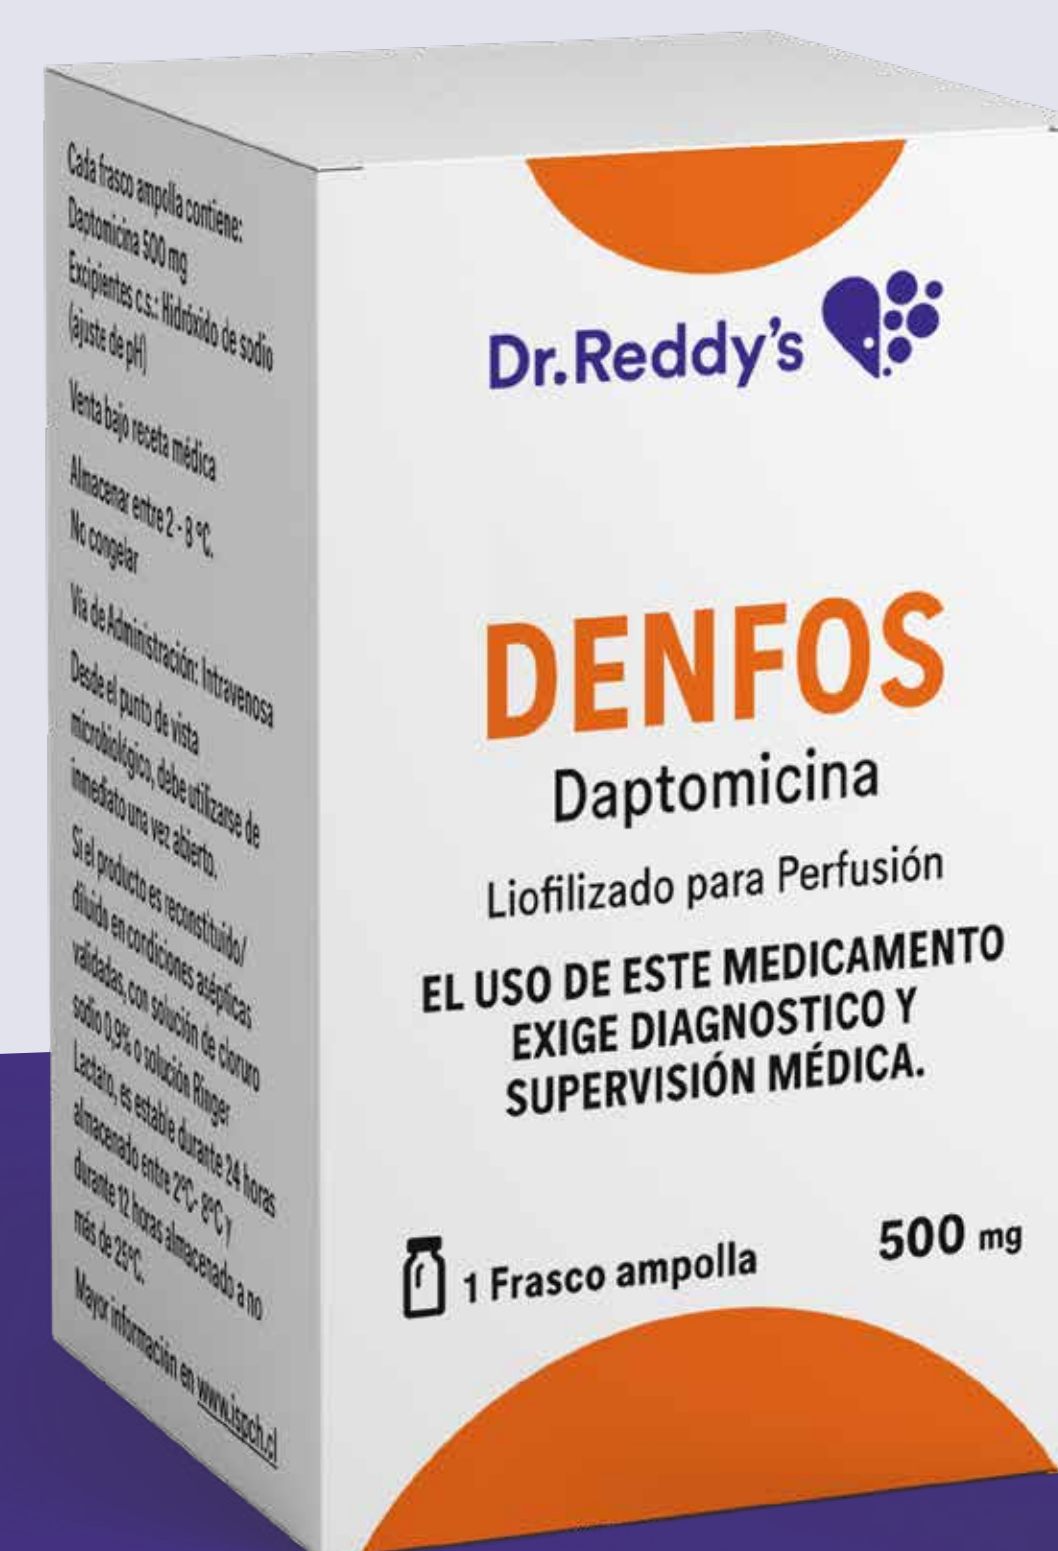 Cada frasco ampolla contiene:
Daptomicina 500 mg
Excipientes c.s.: Hidróxido de sodio
(ajuste de pH)
Venta bajo receta médica
Almacenar entre 2 - 8 ºC.
No congelar
Vía de Administración: Intravenosa
Desde el punto de vista
microbiológico, debe utilizarse de
inmediato una vez abierto.
Si el producto es reconstituido/
diluido en condiciones asépticas
validadas, con solución de cloruro
sodio 0,9% o solución Ringer
Lactato, es estable durante 24 horas
almacenado entre 2ºC- 8ºC y
durante 12 horas almacenado a no
más de 25ºC.
Mayor información en www.ispch.cl
Dr.Reddy's
DENFOS
Daptomicina
Liofilizado para Perfusión
EL USO DE ESTE MEDICAMENTO
EXIGE DIAGNOSTICO Y
SUPERVISIÓN MÉDICA.
1 Frasco ampolla
500 mg